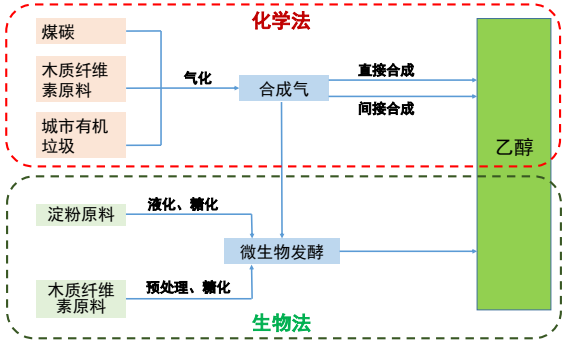 化学法
煤碳
木质纤维
素原料
城市有机
垃圾
气化
合成气
直接合成
间接合成
乙醇
淀粉原料
液化、糖化
微生物发酵
木质纤维
素原料
预处理、糖化
生物法